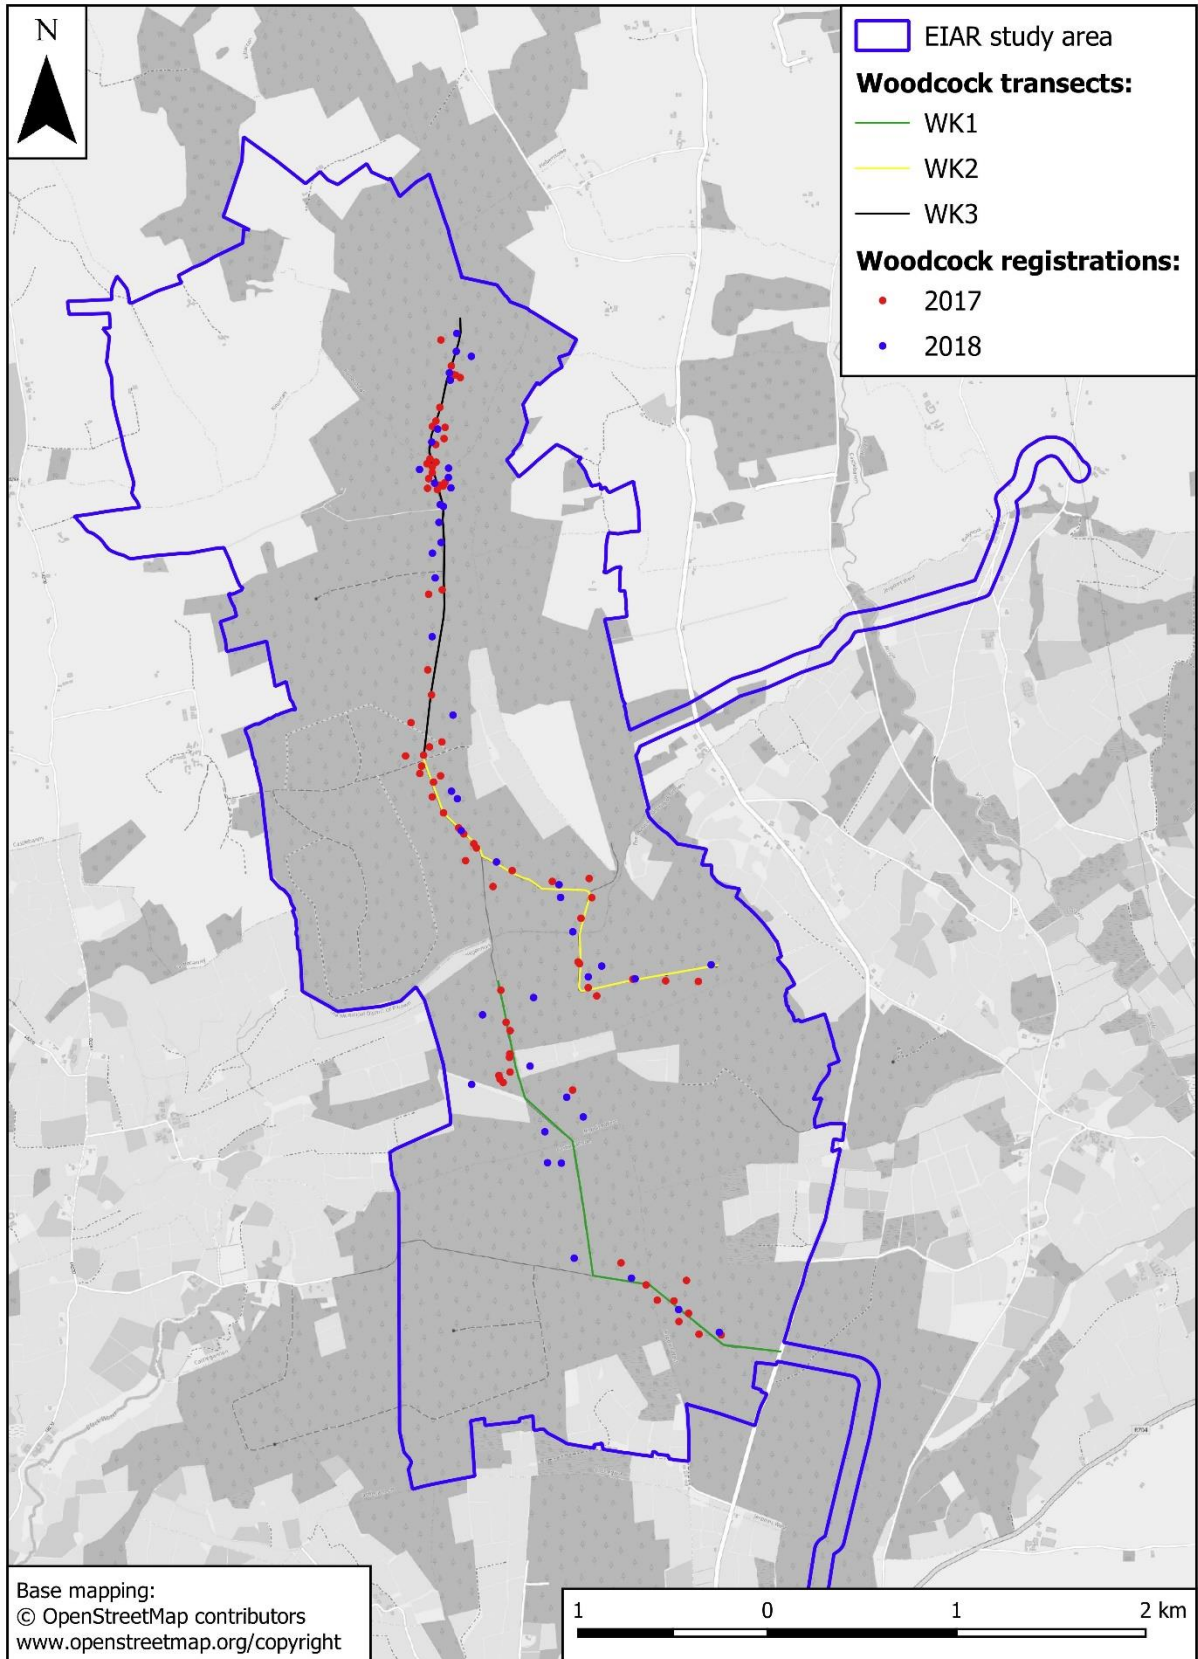 N
EIAR study area
Woodcock transects:
WK1
WK2
WK3
Woodcock registrations:
2017
2018
R704
Base mapping:
© OpenStreetMap contributors
www.openstreetmap.org/copyright
1 0 1 2 km